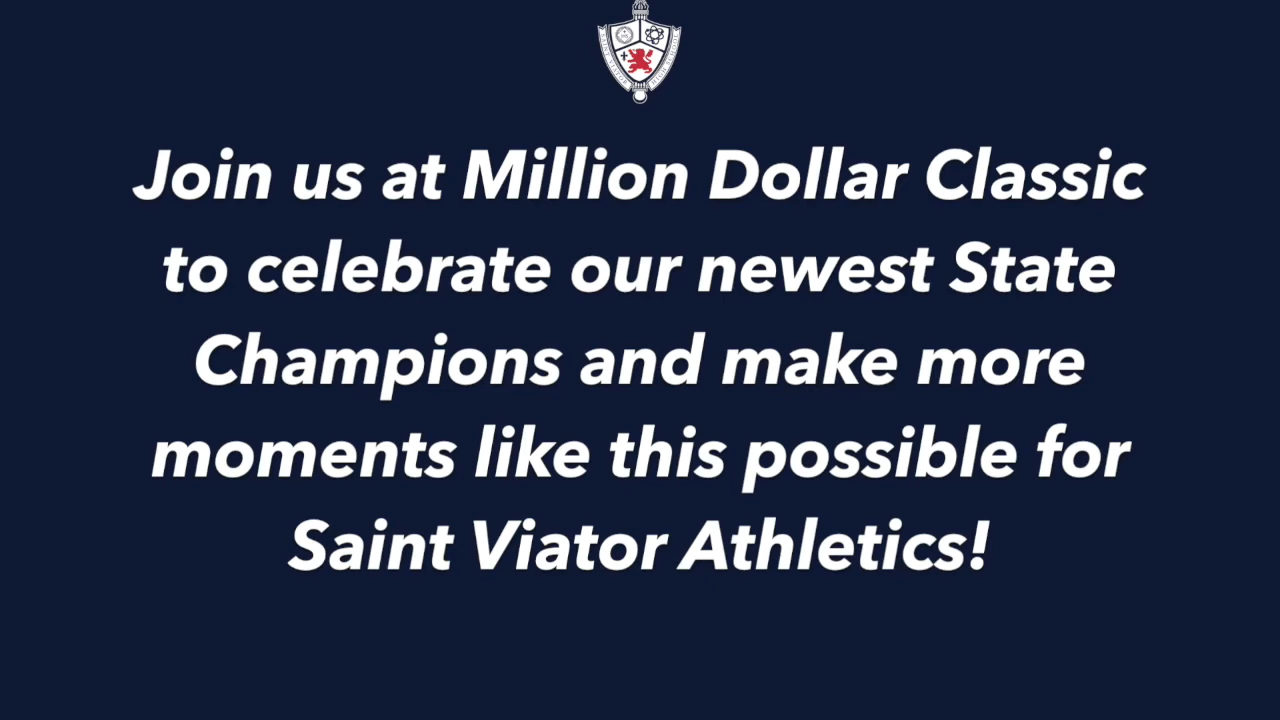 Join us at Million Dollar Classic
to celebrate our newest State
Champions and make more
moments like this possible for
Saint Viator Athletics!